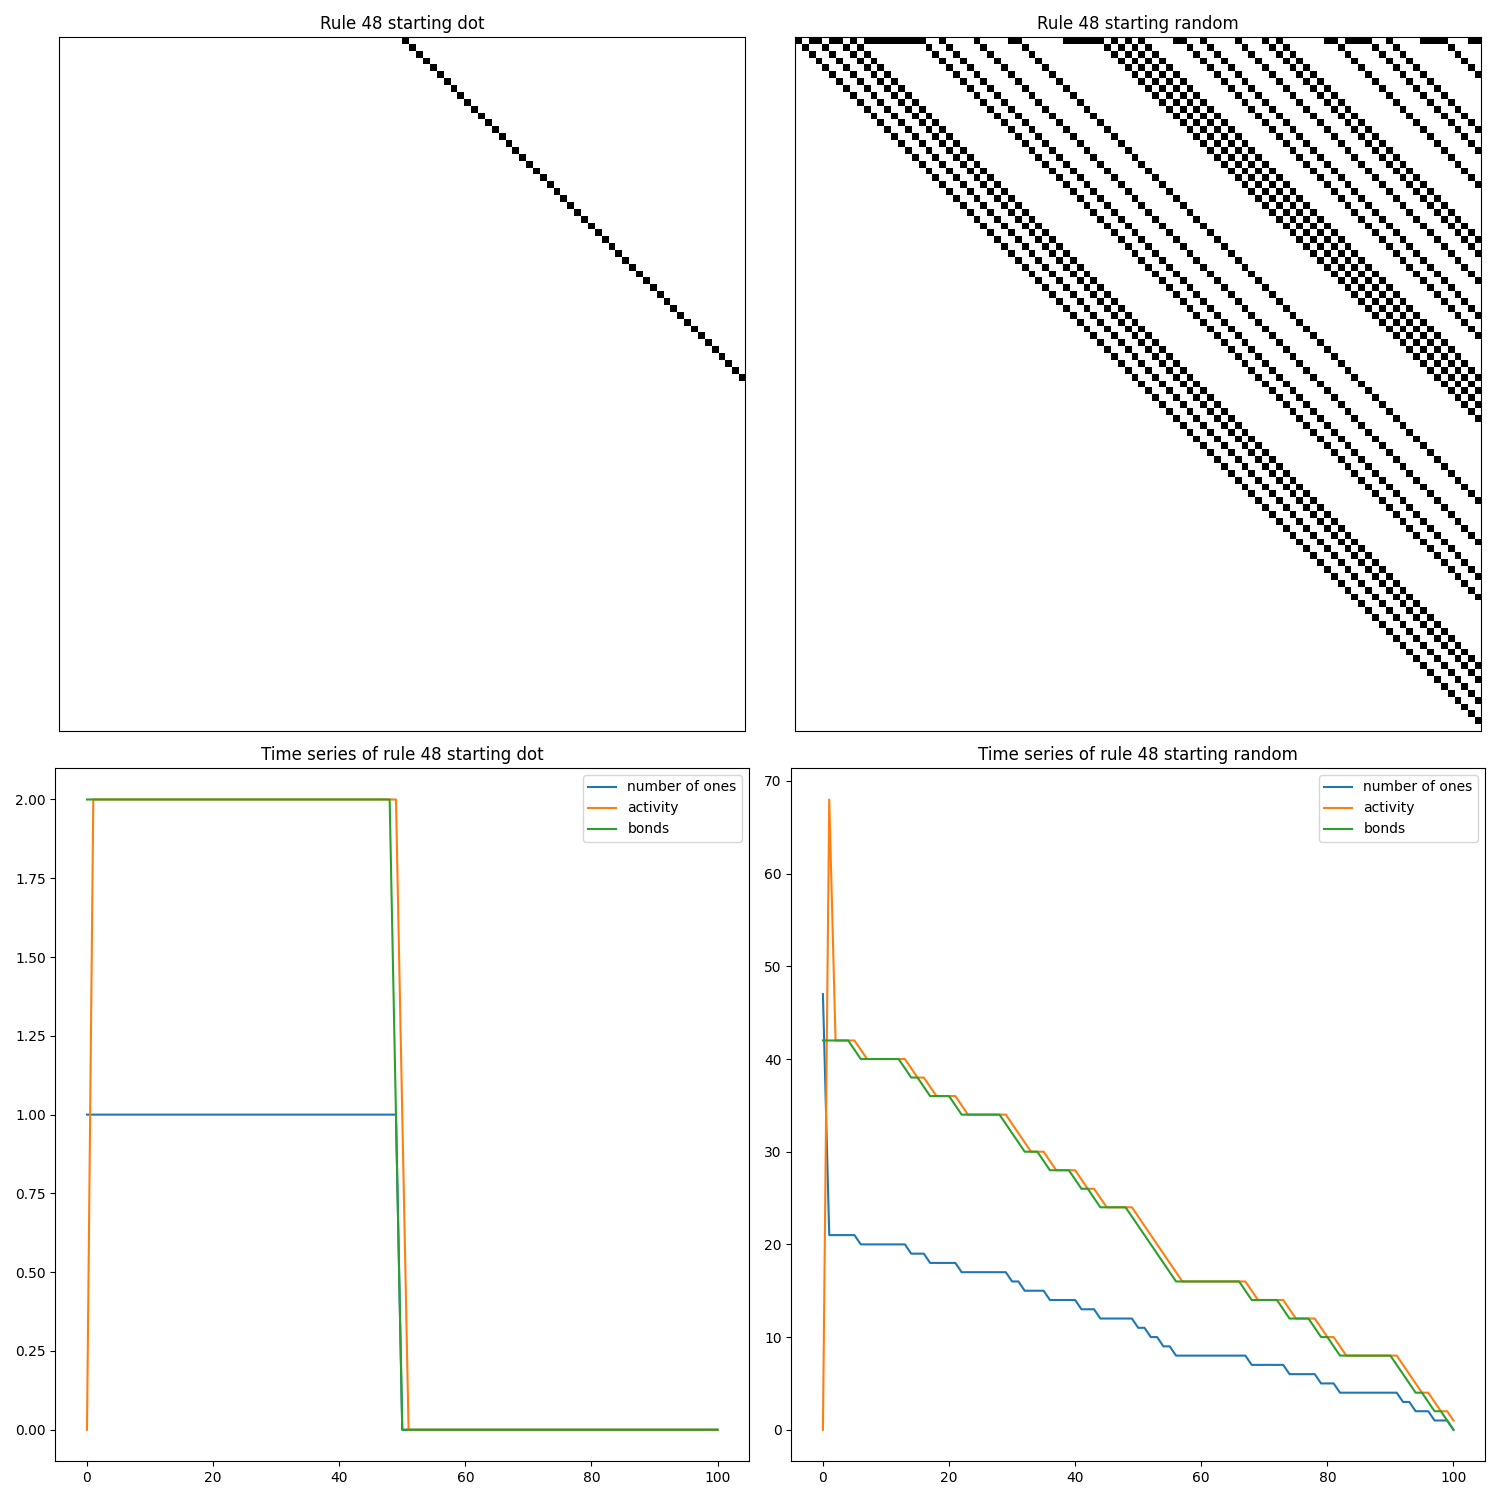 Rule 48 starting dot
Rule 48 starting random
Time series of rule 48 starting dot
2.00
1.75
1.50
1.25
1.00
0.75
0.50
0.25
0.00
0 20 40 60 80 100
number of ones
activity
bonds
Time series of rule 48 starting random
70
60
50
40
30
20
10
0
0 20 40 60 80 100
number of ones
activity
bonds